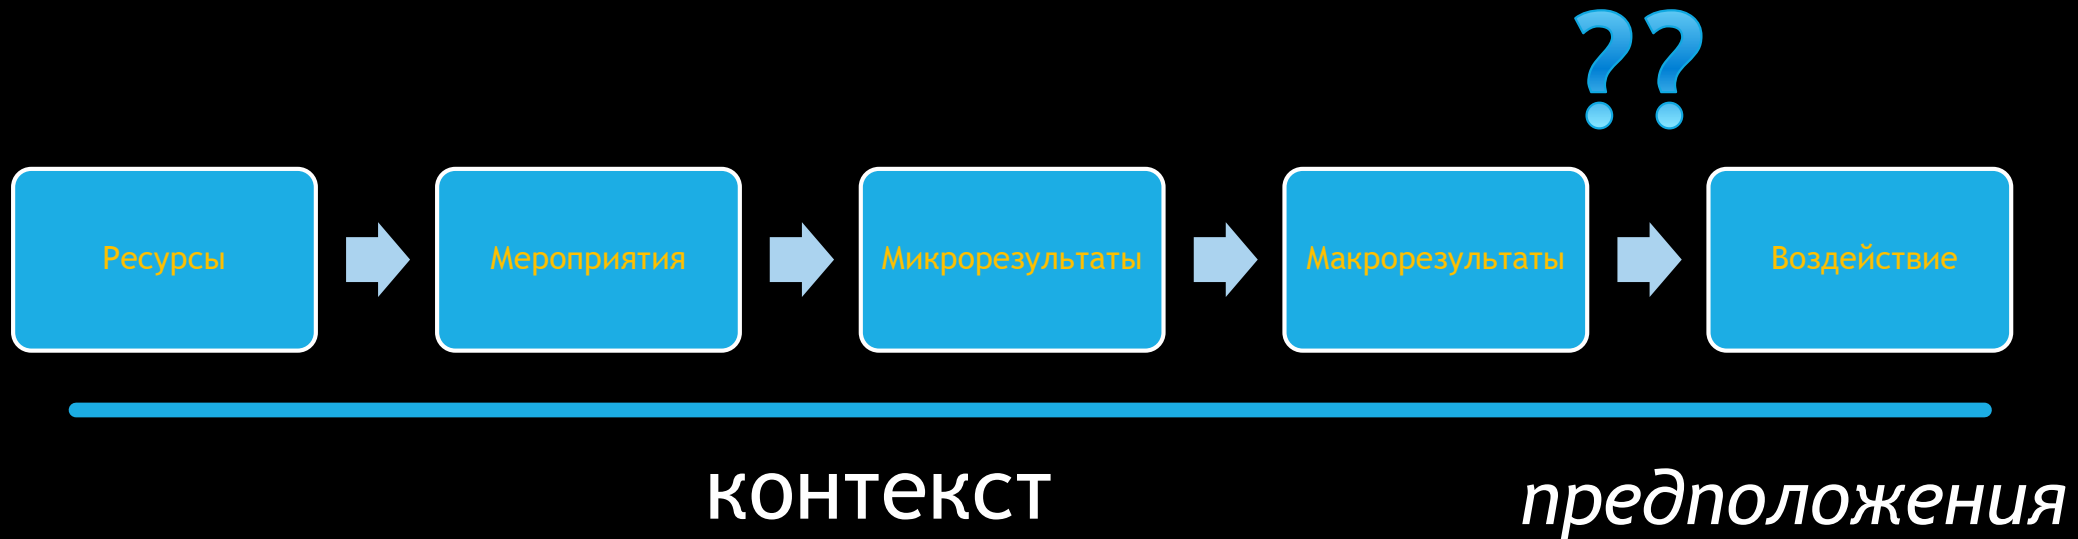 ??
Ресурсы
Мероприятия
Микрорезультаты
Макрорезультаты
Воздействие
контекст
предположения